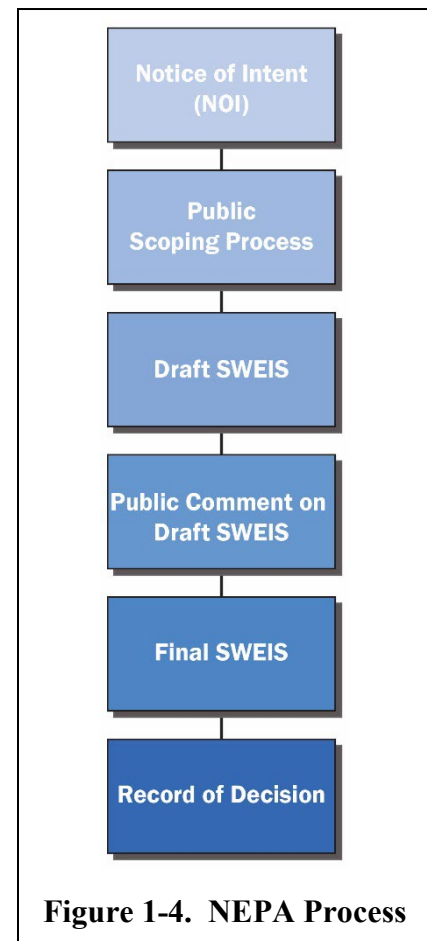 Notice of Intent
(NOI)
Public
Scoping Process
Draft SWEIS
Public Comment on
Draft SWEIS
Final SWEIS
Record of Decision
Figure 1-4. NEPA Process